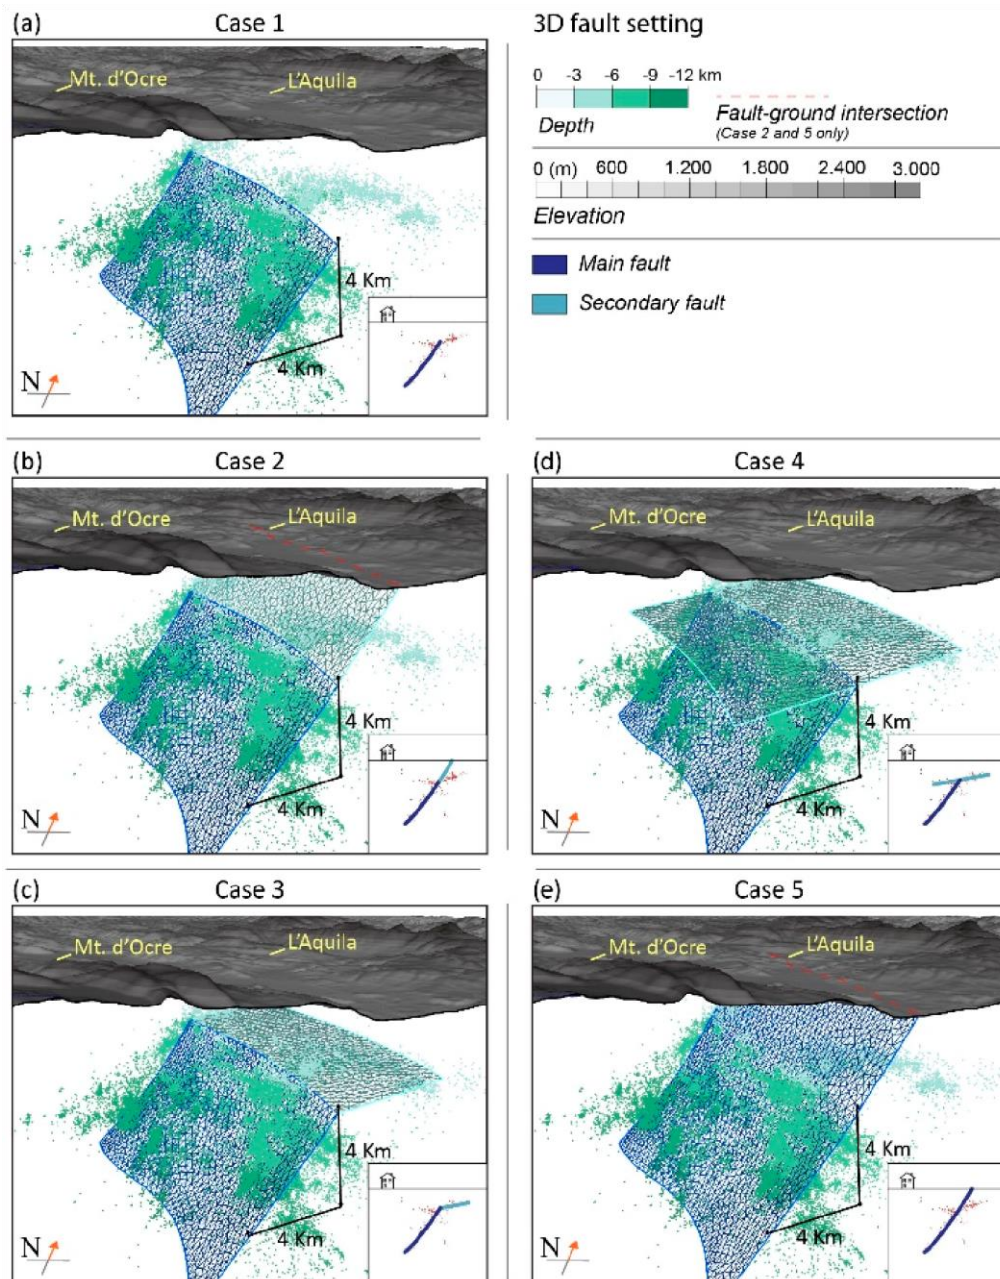 (a)
Case 1
Mt. d'Ocre
L'Aquila
4 Km
4 Km
N
3D fault setting
0 -3 -6 -9 -12 km
Depth
Fault-ground intersection
(Case 2 and 5 only)
0 (m) 600 1.200 1.800 2.400 3.000
Elevation
Main fault
Secondary fault
(b)
Case 2
Mt. d'Ocre
L'Aquila
4 Km
4 Km
N
(d)
Case 4
Mt. d'Ocre
L'Aquila
4 Km
4 Km
N
(c)
Case 3
Mt. d'Ocre
L'Aquila
4 Km
4 Km
N
(e)
Case 5
Mt. d'Ocre
L'Aquila
4 Km
4 Km
N